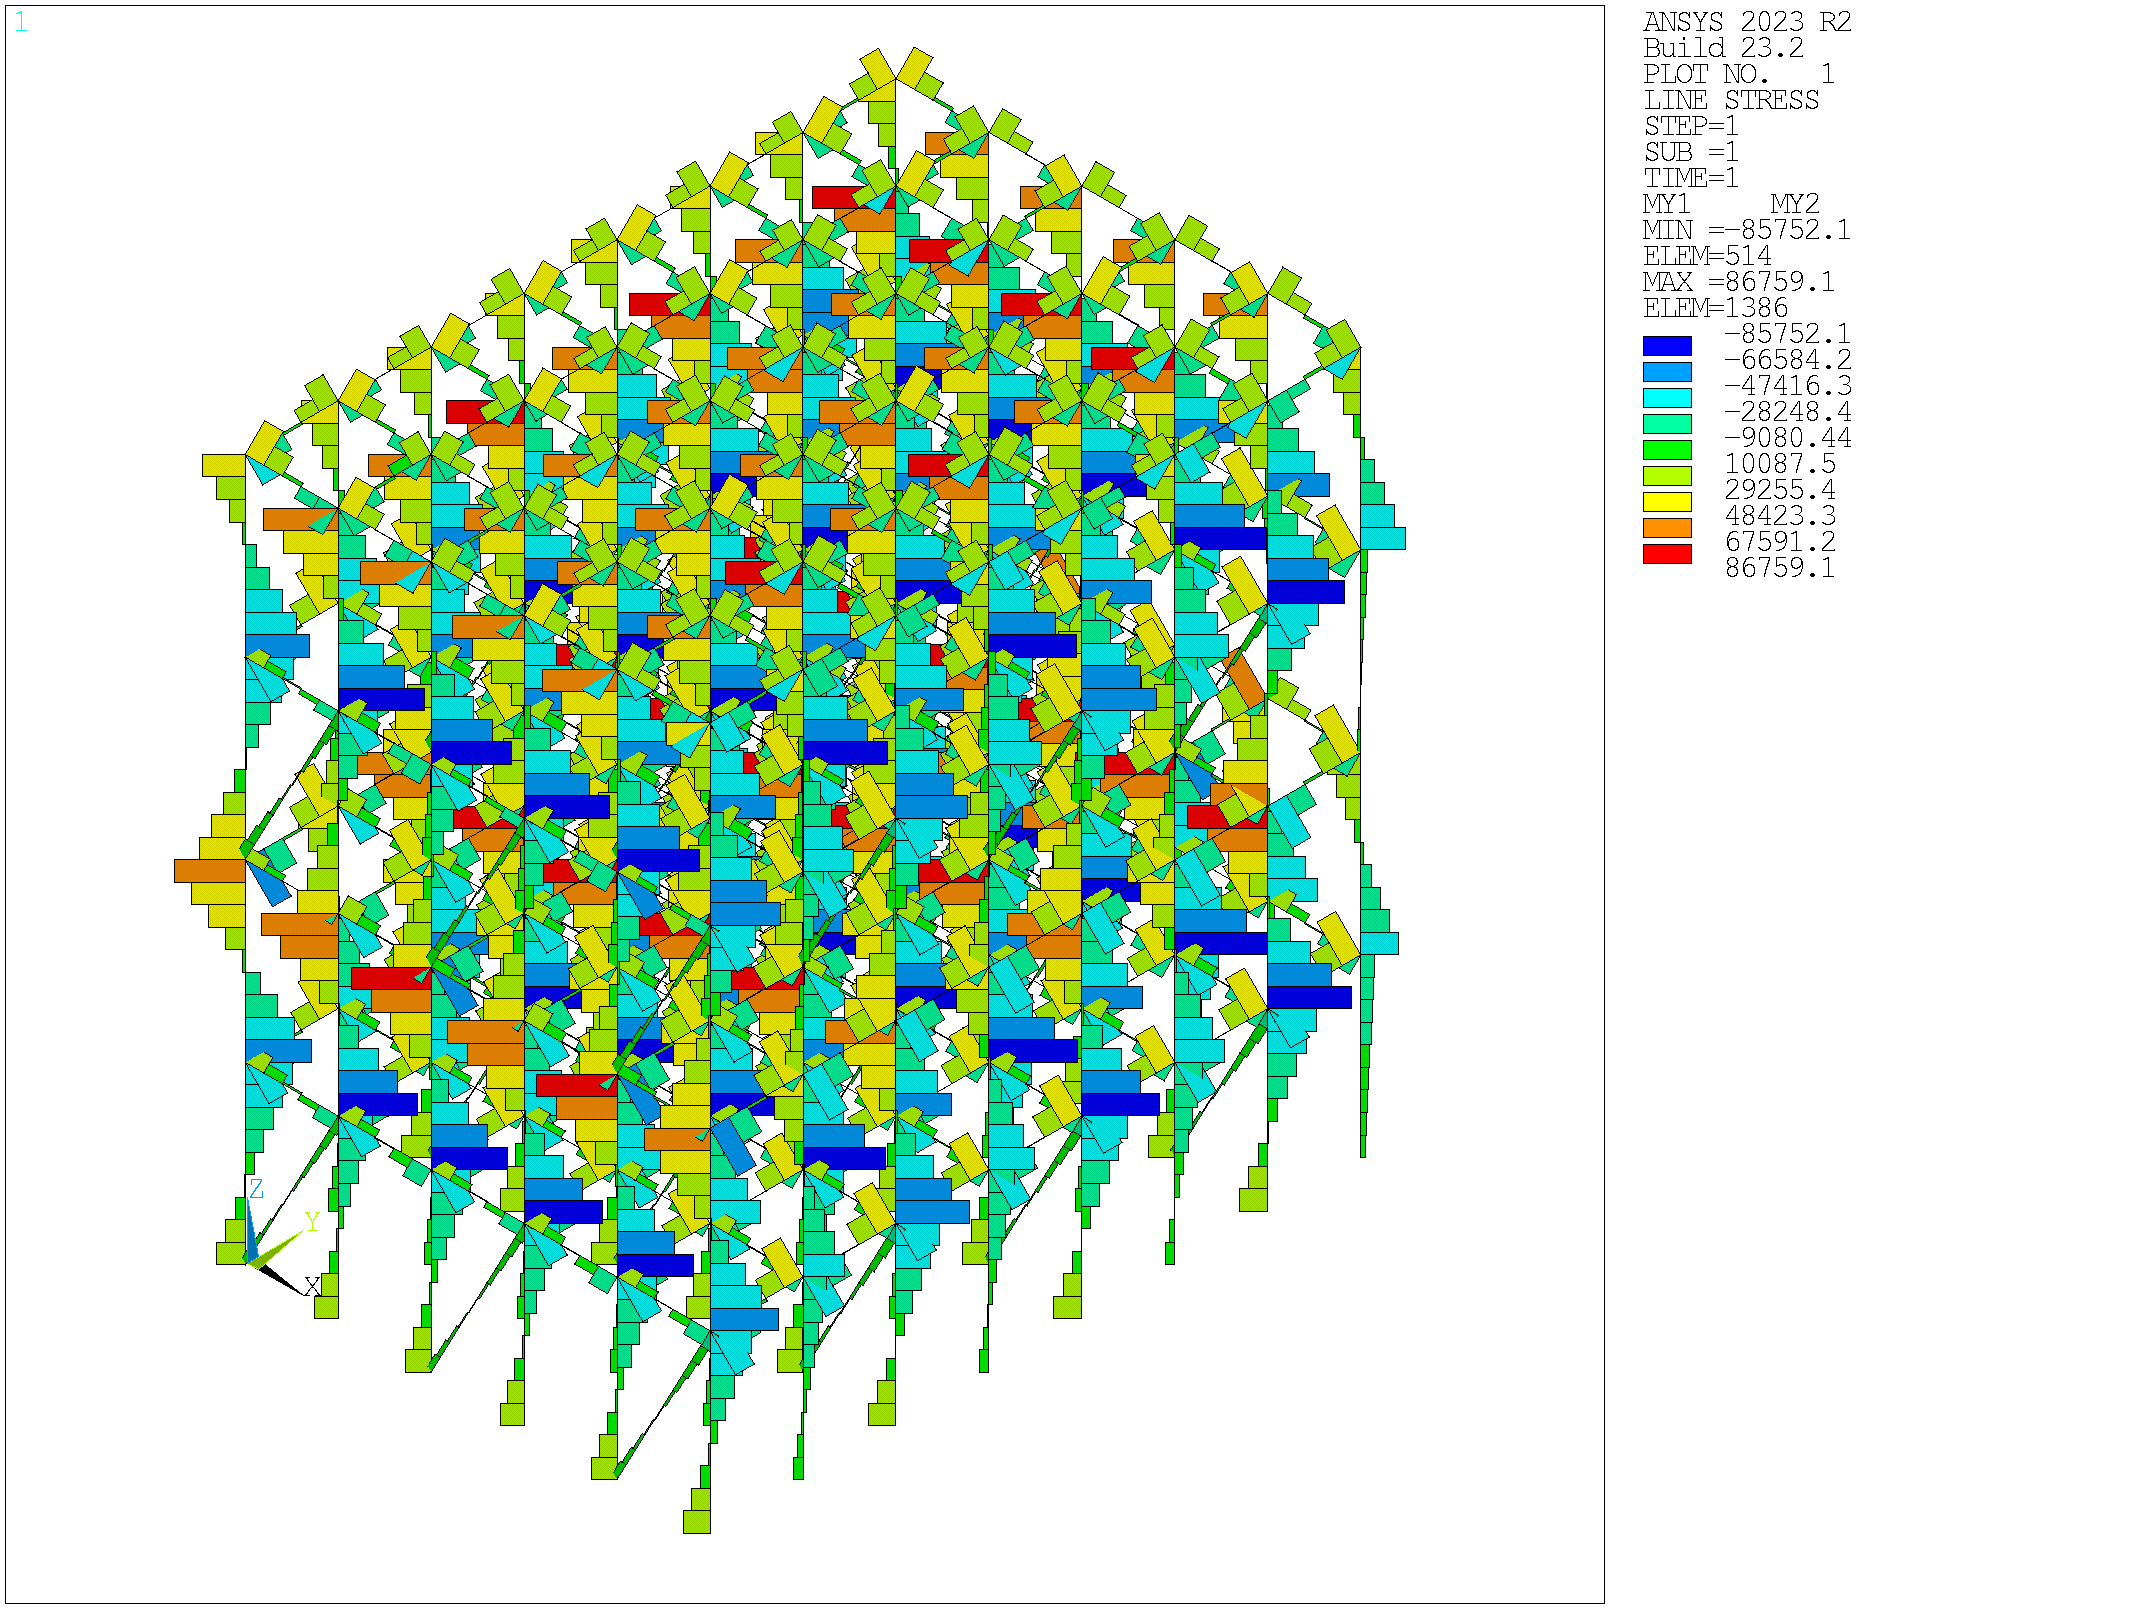 1
ANSYS 2023 R2
Build 23.2
PLOT NO. 1
LINE STRESS
STEP=1
SUB =1
TIME=1
MY1 MY2
MIN =-85752.1
ELEM=514
MAX =86759.1
ELEM=1386
-85752.1
-66584.2
-47416.3
-28248.4
-9080.44
10087.5
29255.4
48423.3
67591.2
86759.1
Z
Y
X